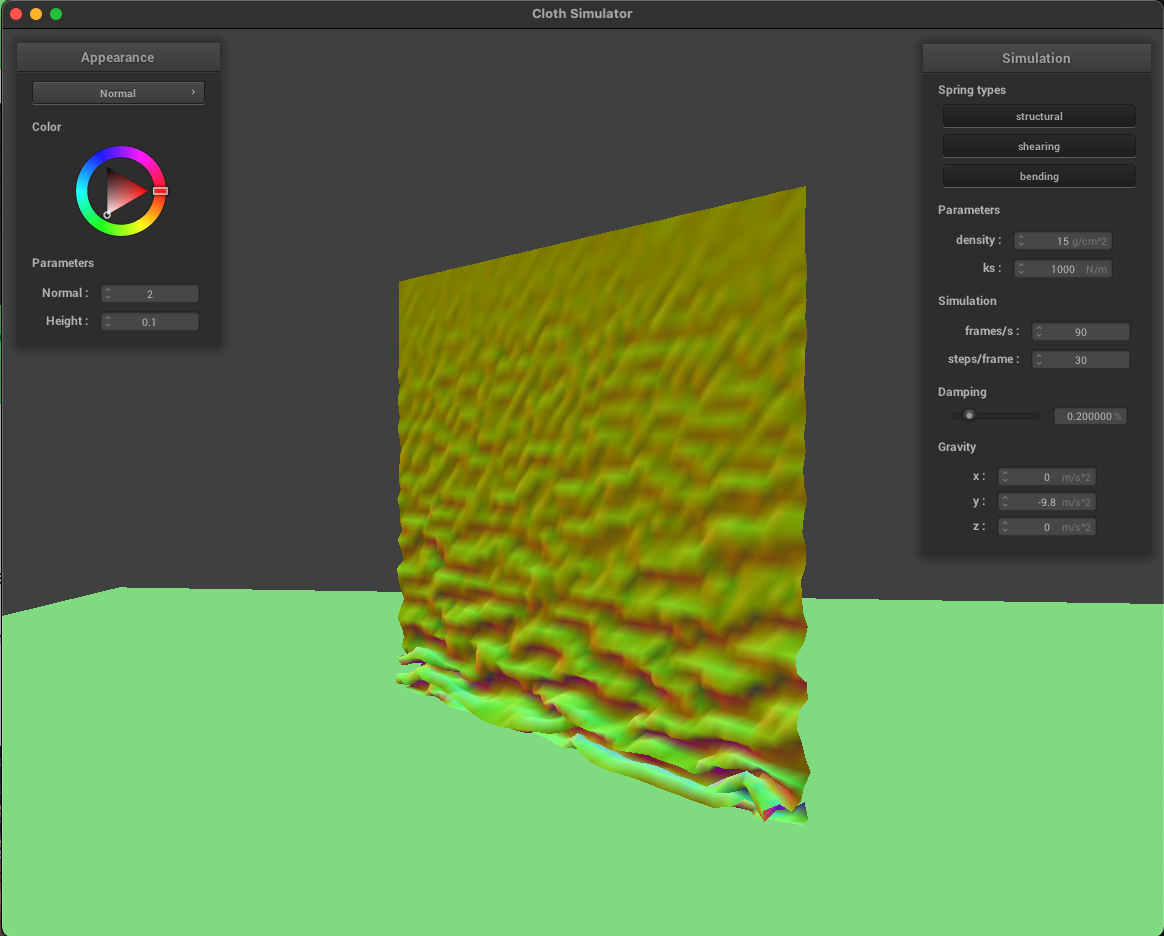 Cloth Simulator
Appearance
Normal
Color
Parameters
Normal : 2
Height : 0.1
Simulation
Spring types
structural
shearing
bending
Parameters
density : 15 g/cm^2
ks : 1000 N/m
Simulation
frames/s : 90
steps/frame : 30
Damping
0.200000 %
Gravity
x : 0 m/s^2
y : -9.8 m/s^2
z : 0 m/s^2